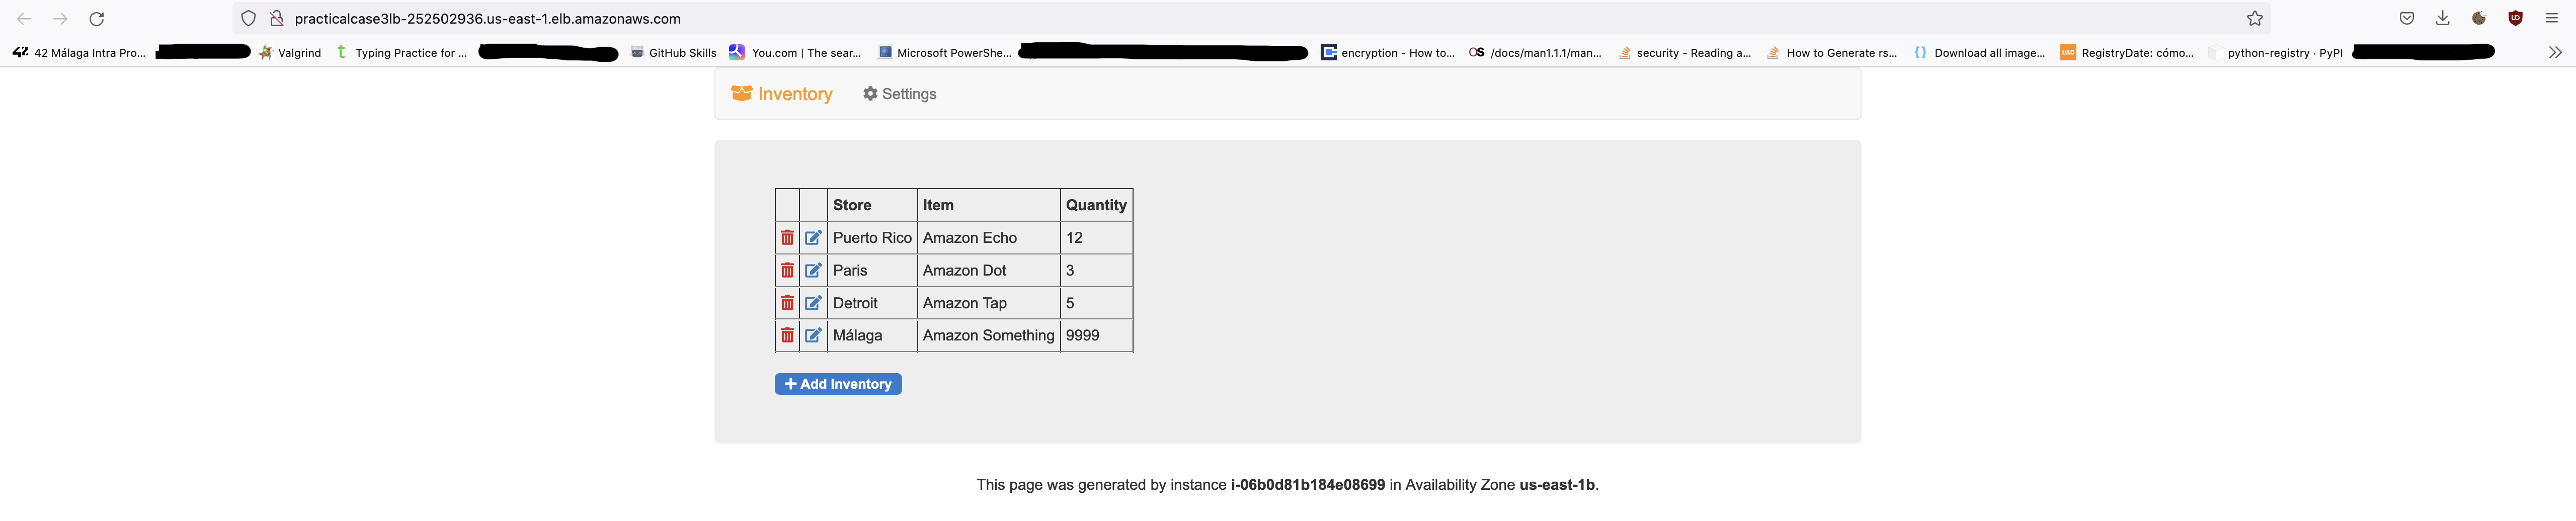 practicalcase3lb-252502936.us-east-1.elb.amazonaws.com
42 Málaga Intra Pro... Valgrind Typing Practice for ... GitHub Skills You.com | The sear... Microsoft PowerShe... encryption - How to... OS /docs/man1.1.1/man... security - Reading a... How to Generate rs... {} Download all image... UAD RegistryDate: cómo... python-registry · PyPI
Inventory Settings
Store Item Quantity
Puerto Rico Amazon Echo 12
Paris Amazon Dot 3
Detroit Amazon Tap 5
Málaga Amazon Something 9999
+ Add Inventory
This page was generated by instance i-06b0d81b184e08699 in Availability Zone us-east-1b.